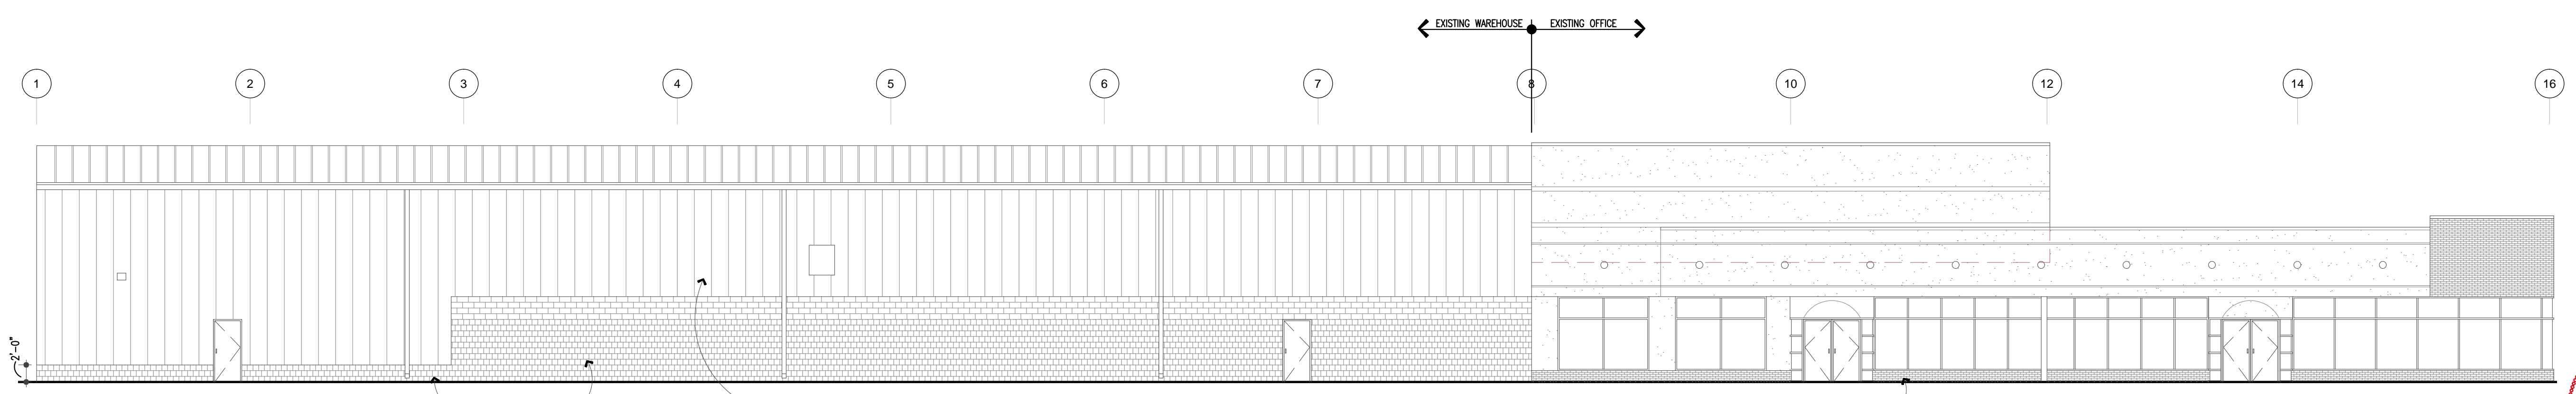 EXISTING WAREHOUSE EXISTING OFFICE
1 2 3 4 5 6 7 8 10 12 14 16
2'-0"